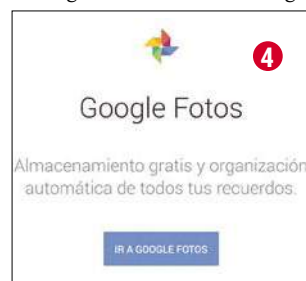 4
Google Fotos
Almacenamiento gratis y organización
automática de todos tus recuerdos.
IR A GOOGLE FOTOS